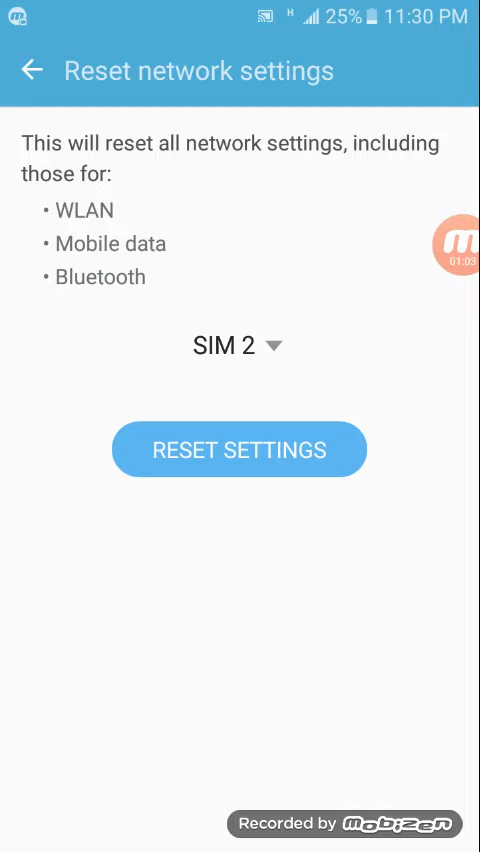 H 25% 11:30 PM
Reset network settings
This will reset all network settings, including
those for:
• WLAN
• Mobile data
• Bluetooth
01:03
SIM 2
RESET SETTINGS
Recorded by mobizen